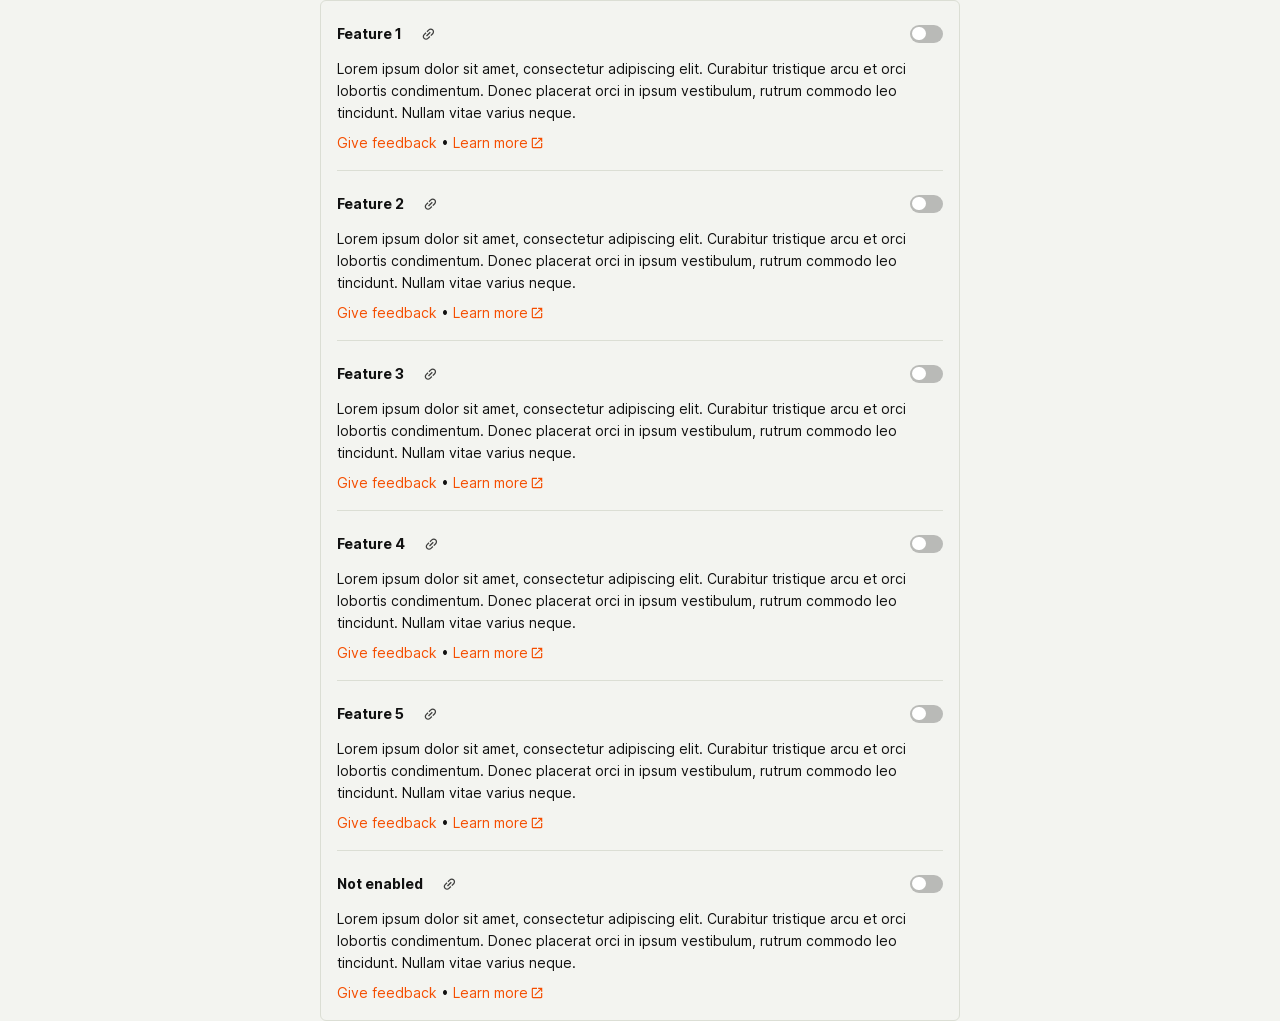 Feature 1
Lorem ipsum dolor sit amet, consectetur adipiscing elit. Curabitur tristique arcu et orci
lobortis condimentum. Donec placerat orci in ipsum vestibulum, rutrum commodo leo
tincidunt. Nullam vitae varius neque.
Give feedback • Learn more
Feature 2
Lorem ipsum dolor sit amet, consectetur adipiscing elit. Curabitur tristique arcu et orci
lobortis condimentum. Donec placerat orci in ipsum vestibulum, rutrum commodo leo
tincidunt. Nullam vitae varius neque.
Give feedback • Learn more
Feature 3
Lorem ipsum dolor sit amet, consectetur adipiscing elit. Curabitur tristique arcu et orci
lobortis condimentum. Donec placerat orci in ipsum vestibulum, rutrum commodo leo
tincidunt. Nullam vitae varius neque.
Give feedback • Learn more
Feature 4
Lorem ipsum dolor sit amet, consectetur adipiscing elit. Curabitur tristique arcu et orci
lobortis condimentum. Donec placerat orci in ipsum vestibulum, rutrum commodo leo
tincidunt. Nullam vitae varius neque.
Give feedback • Learn more
Feature 5
Lorem ipsum dolor sit amet, consectetur adipiscing elit. Curabitur tristique arcu et orci
lobortis condimentum. Donec placerat orci in ipsum vestibulum, rutrum commodo leo
tincidunt. Nullam vitae varius neque.
Give feedback • Learn more
Not enabled
Lorem ipsum dolor sit amet, consectetur adipiscing elit. Curabitur tristique arcu et orci
lobortis condimentum. Donec placerat orci in ipsum vestibulum, rutrum commodo leo
tincidunt. Nullam vitae varius neque.
Give feedback • Learn more